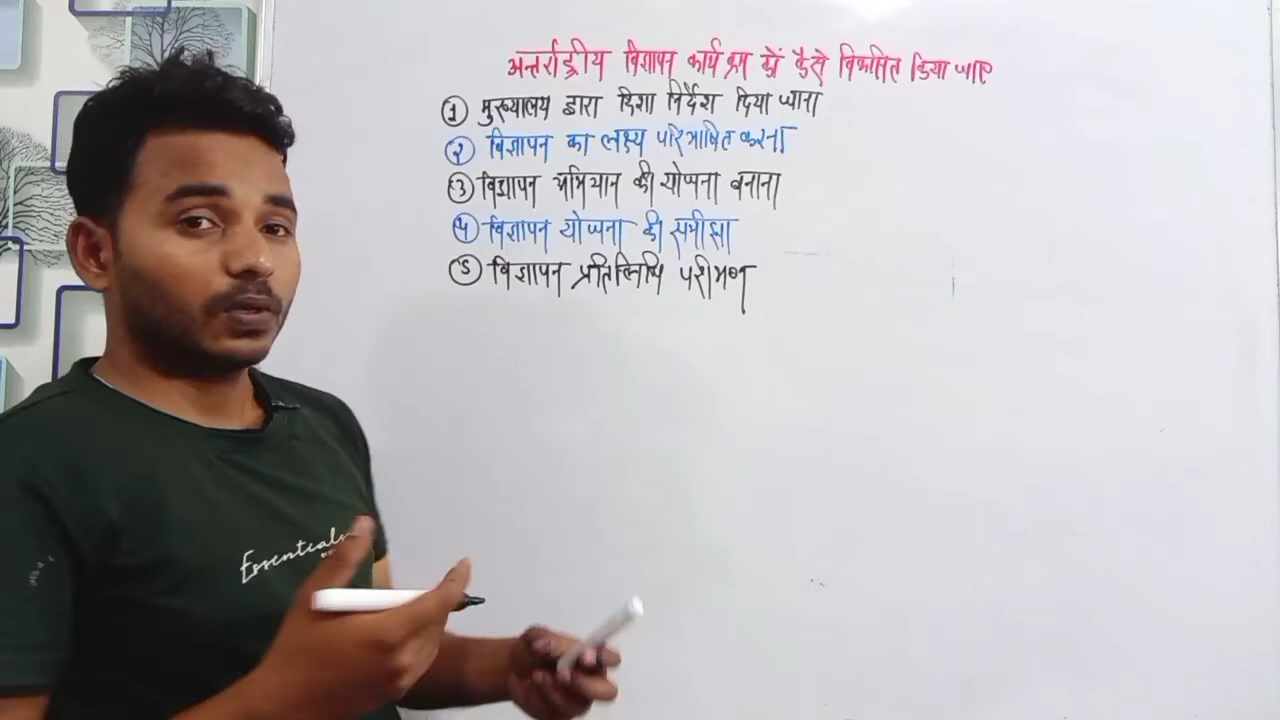 अन्तर्राष्ट्रीय विज्ञापन कार्य क्रम को कैसे विकसित किया जाए
① मुख्यालय द्वारा दिशा निर्देश दिया जाना
② विज्ञापन का लक्ष्य परिभाषित करना
③ विज्ञापन अभियान की योजना बनाना
④ विज्ञापन योजना की समीक्षा
⑤ विज्ञापन प्रतिलिपि परीक्षण
Essentials